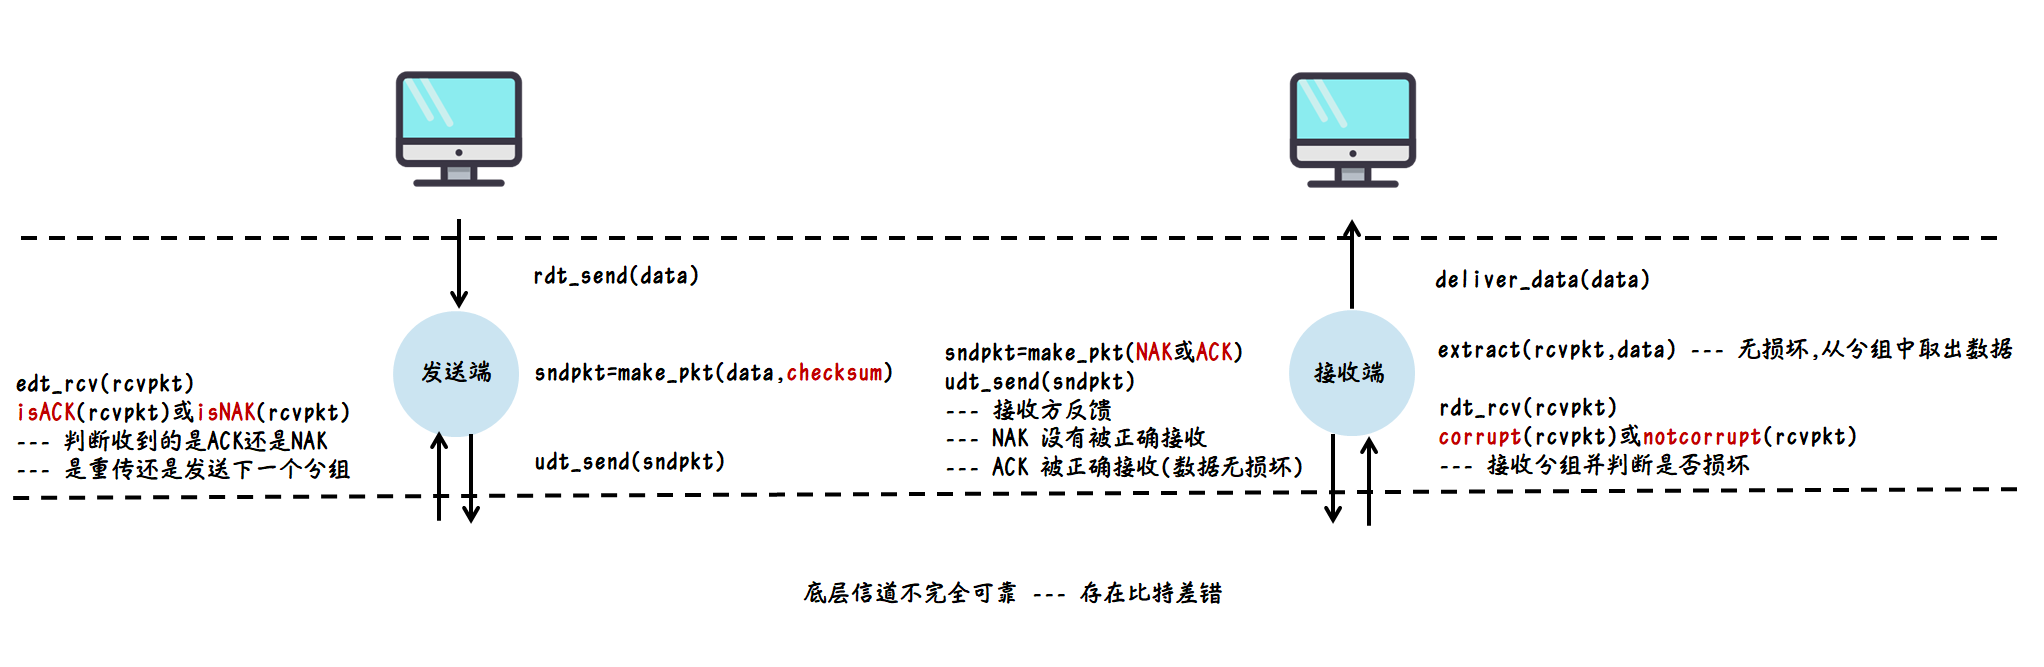 rdt_send(data)
发送端
sndpkt=make_pkt(data,checksum)
edt_rcv(rcvpkt)
isACK(rcvpkt)或isNAK(rcvpkt)
--- 判断收到的是ACK还是NAK
--- 是重传还是发送下一个分组
udt_send(sndpkt)
deliver_data(data)
sndpkt=make_pkt(NAK或ACK)
udt_send(sndpkt)
--- 接收方反馈
--- NAK 没有被正确接收
--- ACK 被正确接收(数据无损坏)
接收端
extract(rcvpkt,data) --- 无损坏,从分组中取出数据
rdt_rcv(rcvpkt)
corrupt(rcvpkt)或notcorrupt(rcvpkt)
--- 接收分组并判断是否损坏
底层信道不完全可靠 --- 存在比特差错